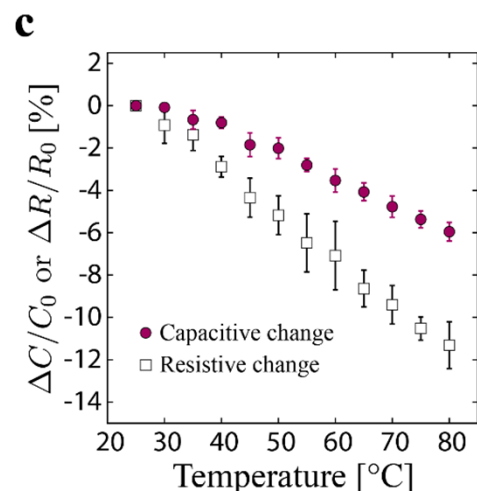 c
2
0
-2
-4
-6
-8
-10
-12
-14
ΔC/C₀ or ΔR/R₀ [%]
Capacitive change
Resistive change
20 30 40 50 60 70 80
Temperature [°C]